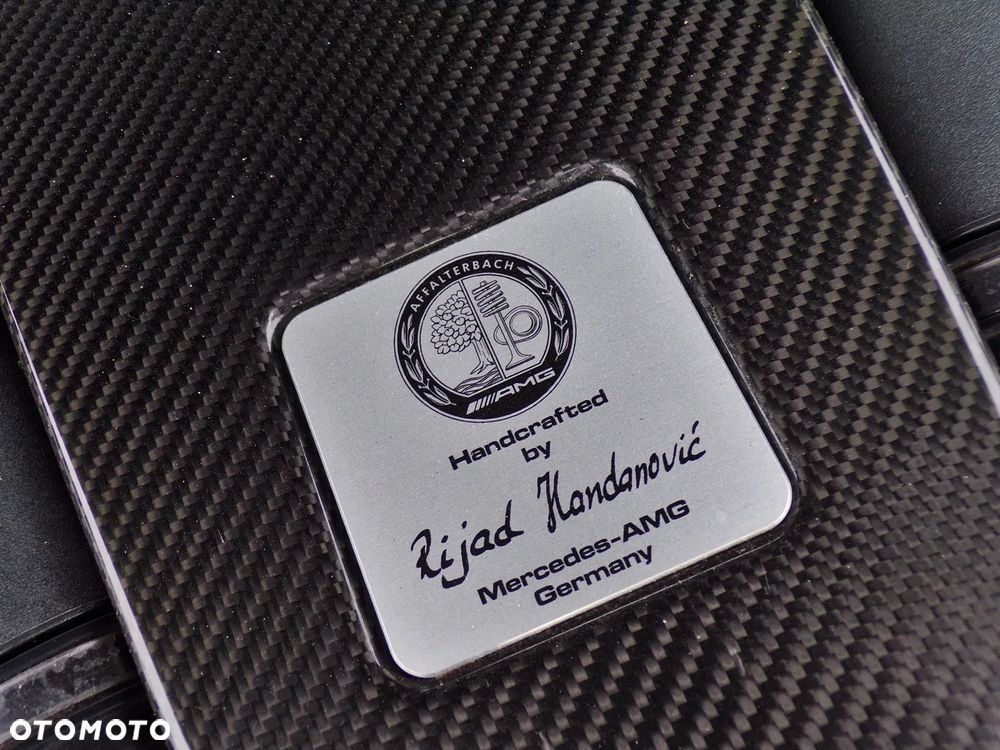 AFFALTERBACH
AMG
Handcrafted
by
Rijad Handanović
Mercedes-AMG
Germany
OTOMOTO